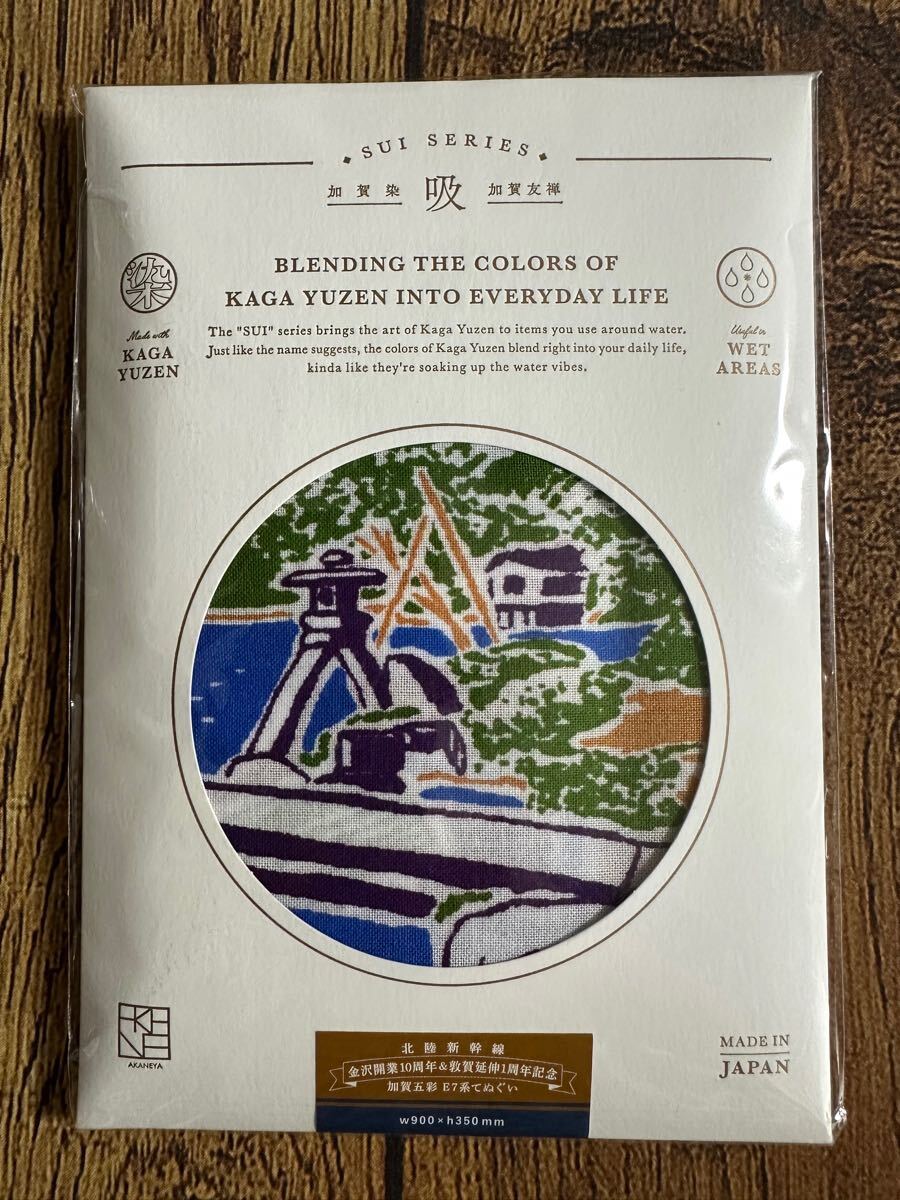 SUI SERIES
加賀染 吸 加賀友禅
BLENDING THE COLORS OF
KAGA YUZEN INTO EVERYDAY LIFE
The "SUI" series brings the art of Kaga Yuzen to items you use around water.
Just like the name suggests, the colors of Kaga Yuzen blend right into your daily life,
kinda like they're soaking up the water vibes.
染
Made with
KAGA
YUZEN
Useful in
WET
AREAS
AKANEYA
北陸新幹線
金沢開業10周年&敦賀延伸1周年記念
加賀五彩 E7系てぬぐい
w900×h350mm
MADE IN
JAPAN